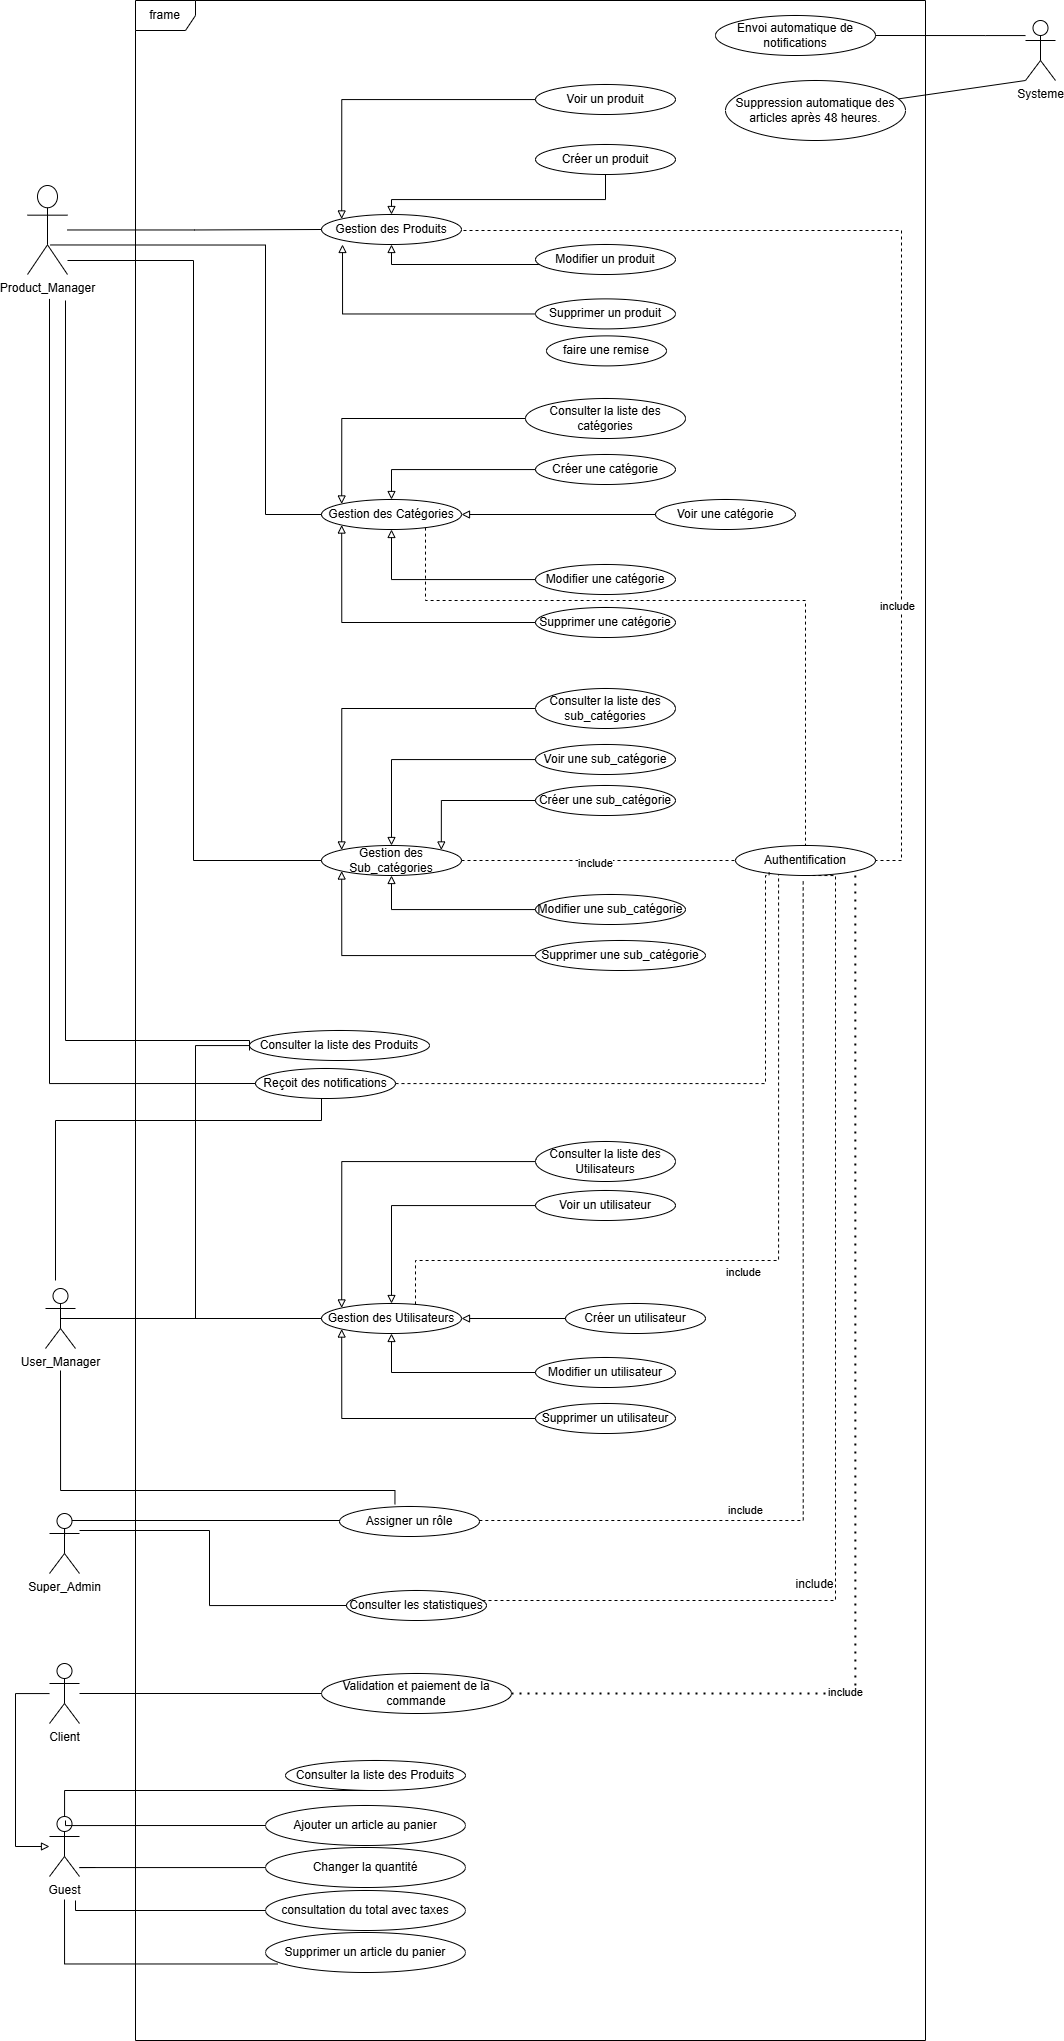 frame
Envoi automatique de
notifications
Systeme
Suppression automatique des
articles après 48 heures.
Voir un produit
Créer un produit
Gestion des Produits
Modifier un produit
Product_Manager
Supprimer un produit
faire une remise
Consulter la liste des
catégories
Créer une catégorie
Gestion des Catégories
Voir une catégorie
Modifier une catégorie
include
Supprimer une catégorie
Consulter la liste des
sub_catégories
Voir une sub_catégorie
Créer une sub_catégorie
Gestion des
Sub_catégories
include
Authentification
Modifier une sub_catégorie
Supprimer une sub_catégorie
Consulter la liste des Produits
Reçoit des notifications
Consulter la liste des
Utilisateurs
Voir un utilisateur
include
Gestion des Utilisateurs
Créer un utilisateur
User_Manager
Modifier un utilisateur
Supprimer un utilisateur
include
Assigner un rôle
Super_Admin
include
Consulter les statistiques
Validation et paiement de la
commande
include
Client
Consulter la liste des Produits
Ajouter un article au panier
Changer la quantité
Guest
consultation du total avec taxes
Supprimer un article du panier